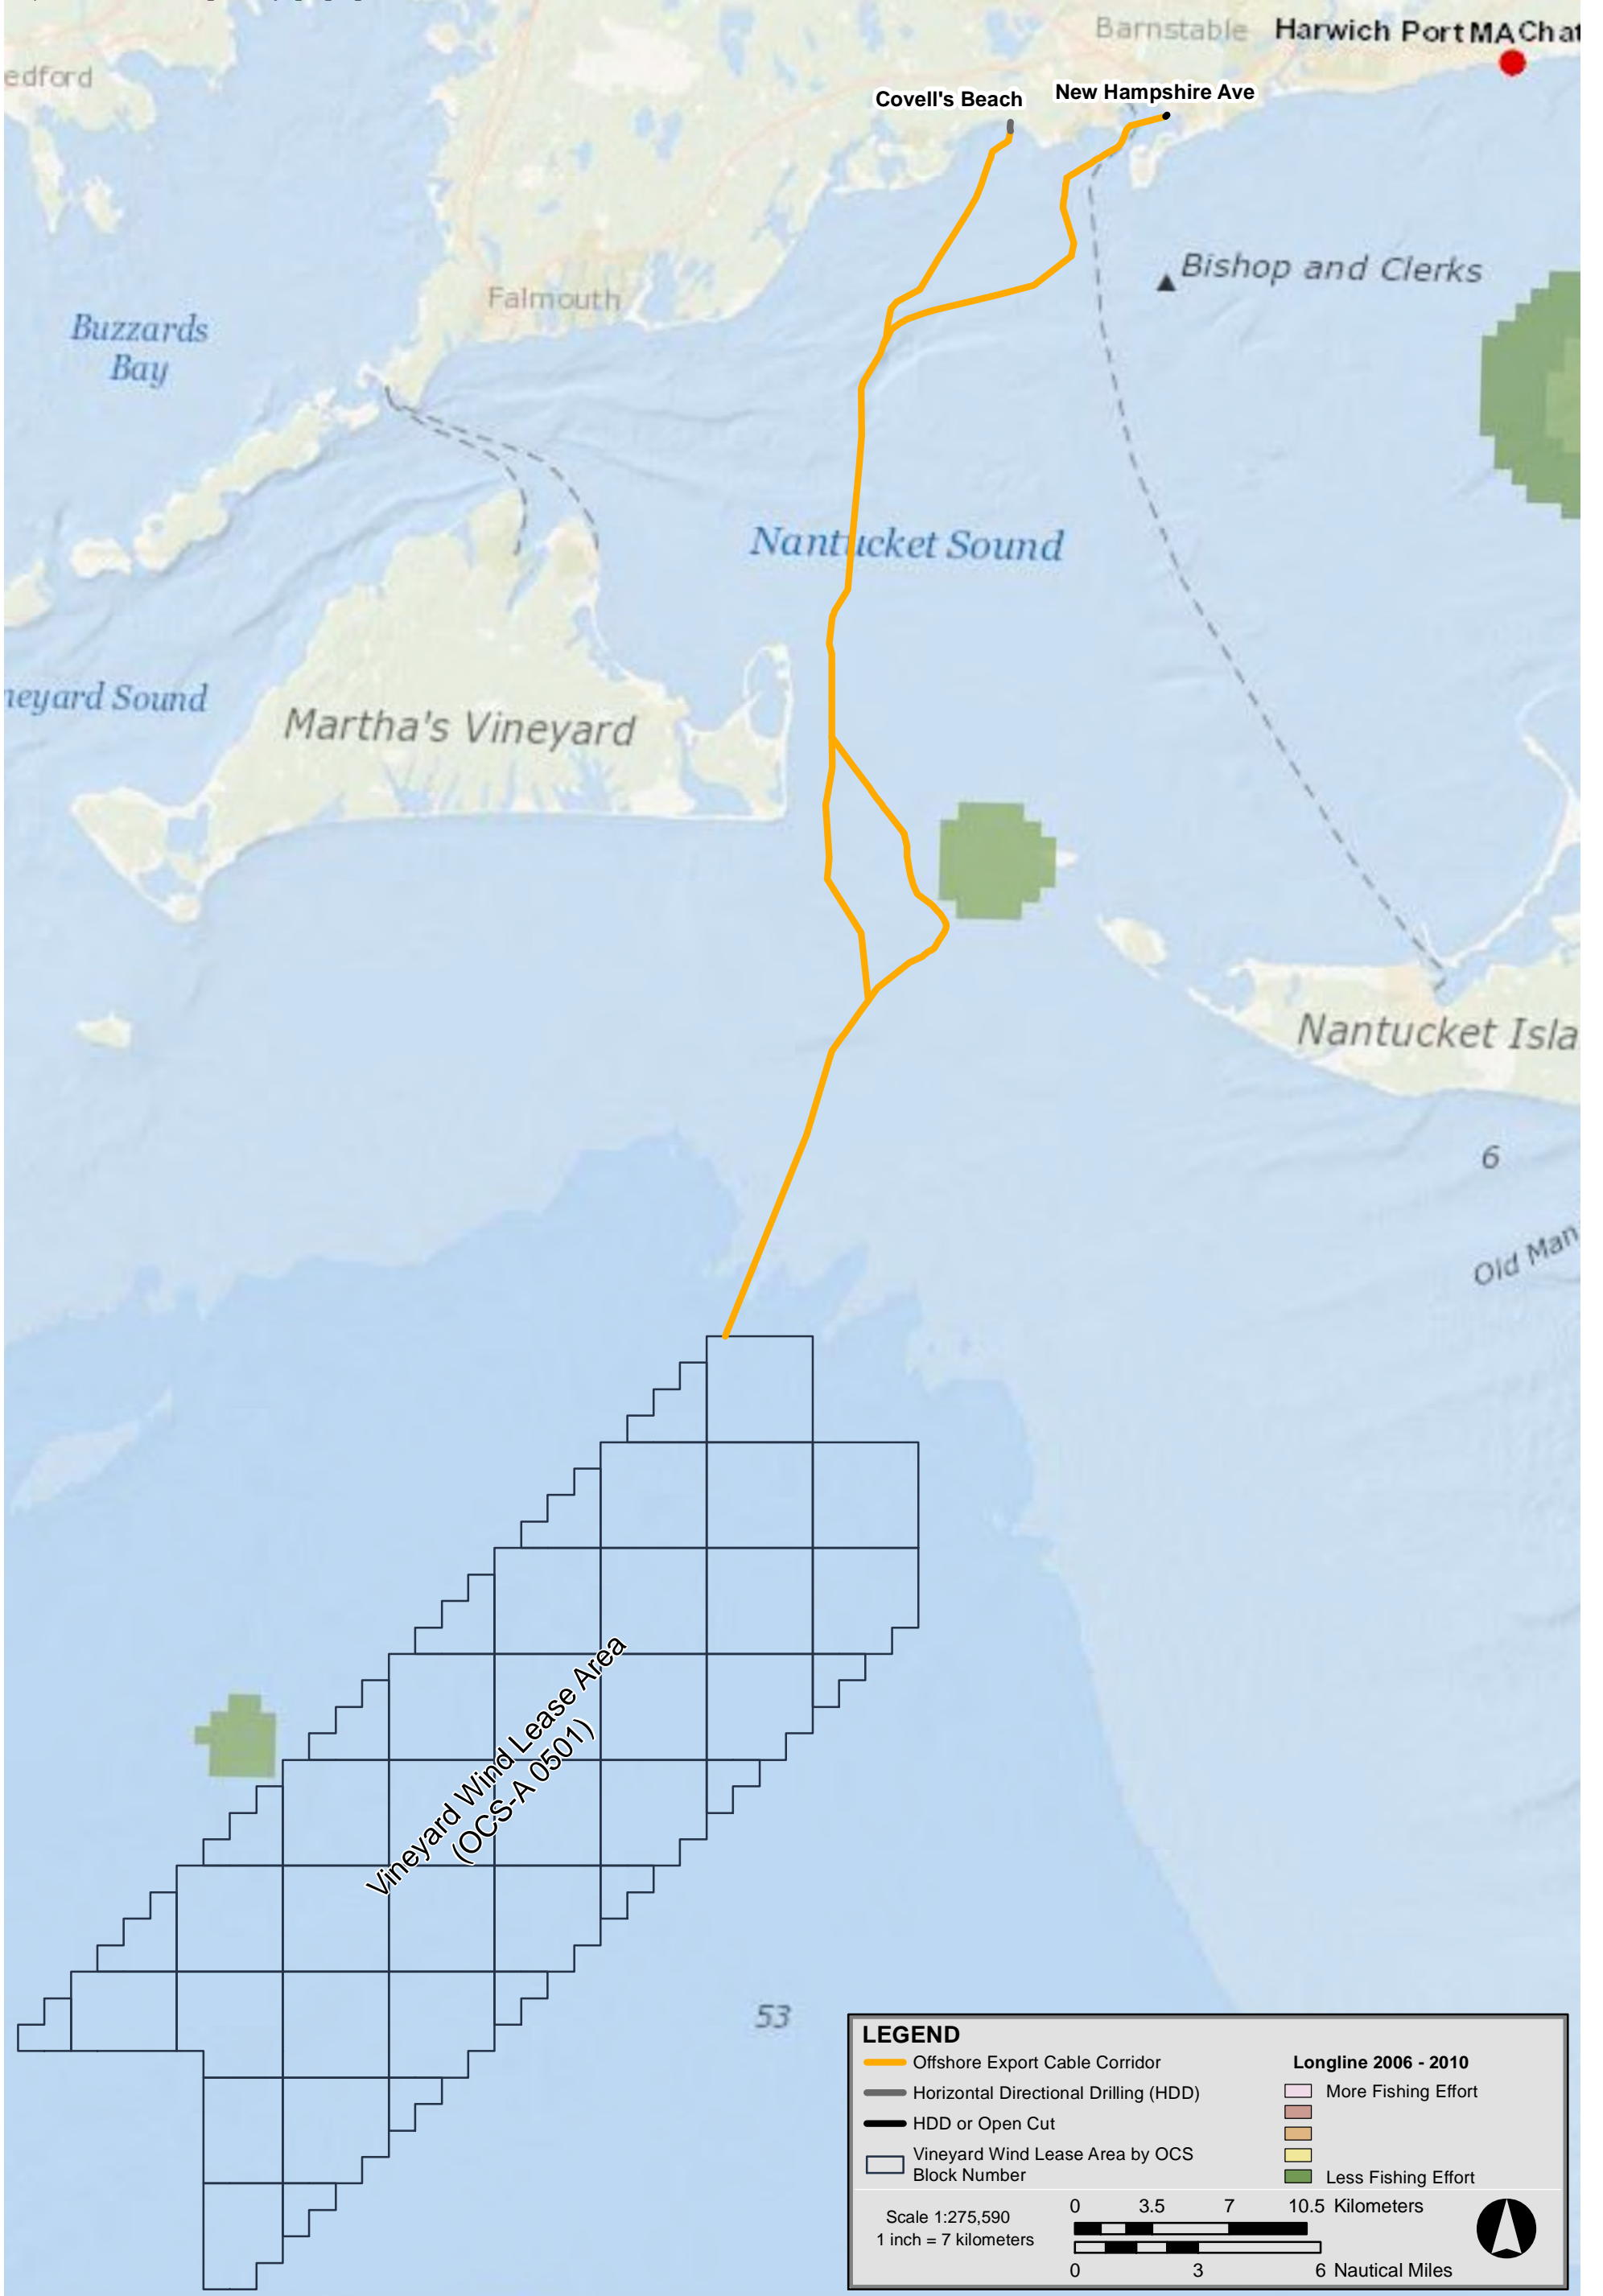 Barnstable
Harwich Port MA Chat
edford
Covell's Beach
New Hampshire Ave
Bishop and Clerks
Falmouth
Buzzards
Bay
Nantucket Sound
neyard Sound
Martha's Vineyard
Nantucket Isla
6
Old Man
Vineyard Wind Lease Area
(OCS-A 0501)
53
LEGEND
Offshore Export Cable Corridor
Horizontal Directional Drilling (HDD)
HDD or Open Cut
Vineyard Wind Lease Area by OCS
Block Number
Longline 2006 - 2010
More Fishing Effort
Less Fishing Effort
Scale 1:275,590
1 inch = 7 kilometers
0 3.5 7 10.5 Kilometers
0 3 6 Nautical Miles